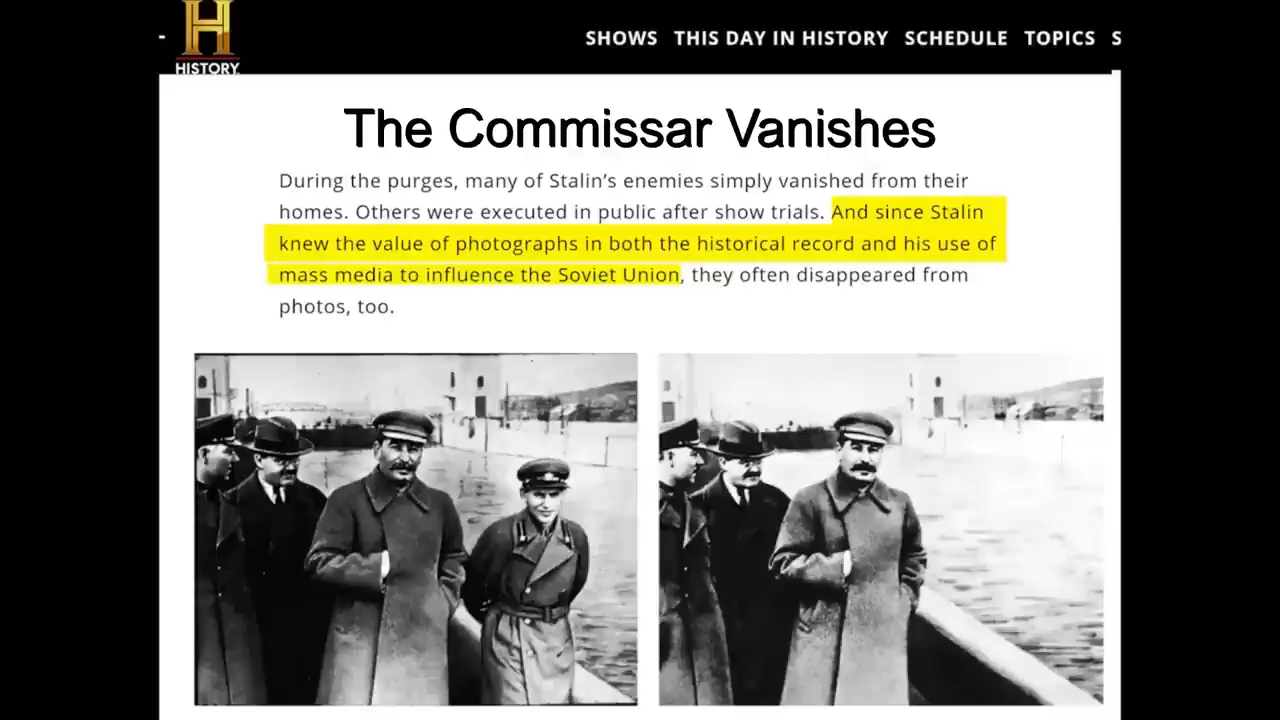 SHOWS THIS DAY IN HISTORY SCHEDULE TOPICS S
H
HISTORY
The Commissar Vanishes
During the purges, many of Stalin’s enemies simply vanished from their
homes. Others were executed in public after show trials. And since Stalin
knew the value of photographs in both the historical record and his use of
mass media to influence the Soviet Union, they often disappeared from
photos, too.